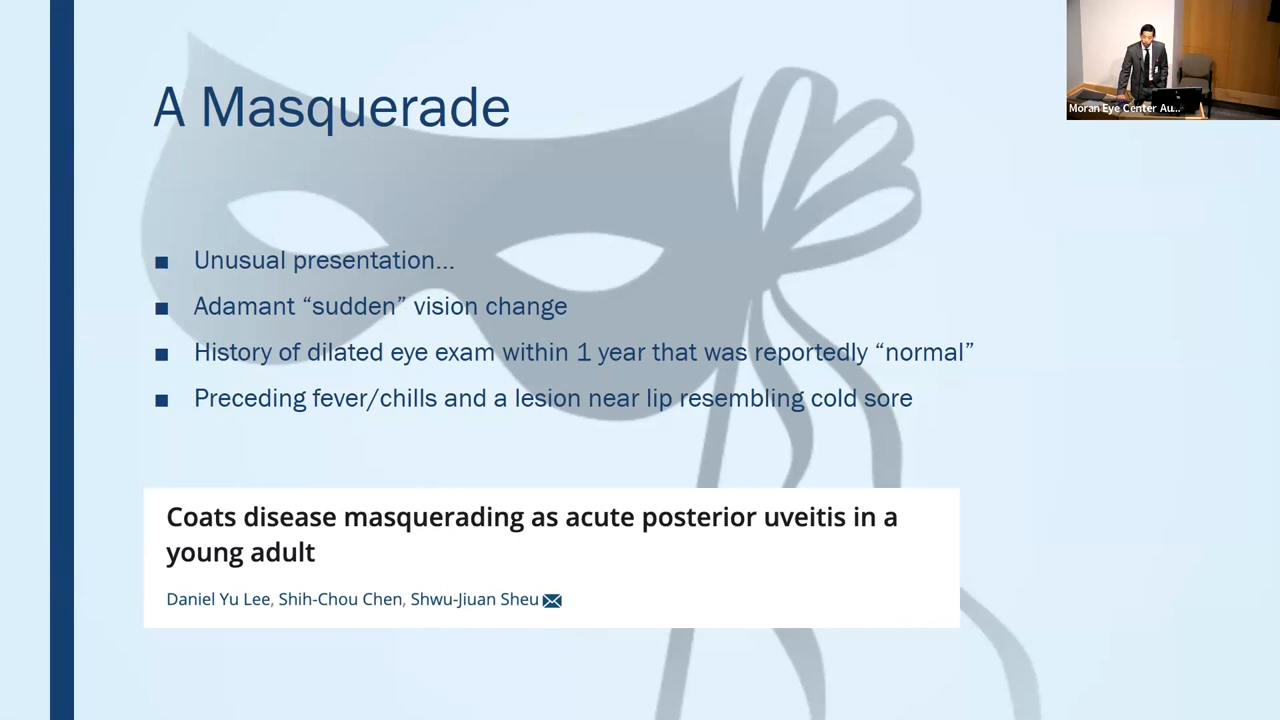 A Masquerade
Unusual presentation...
Adamant “sudden” vision change
History of dilated eye exam within 1 year that was reportedly “normal”
Preceding fever/chills and a lesion near lip resembling cold sore
Coats disease masquerading as acute posterior uveitis in a
young adult
Daniel Yu Lee, Shih-Chou Chen, Shwu-Jiuan Sheu
Moran Eye Center Au...